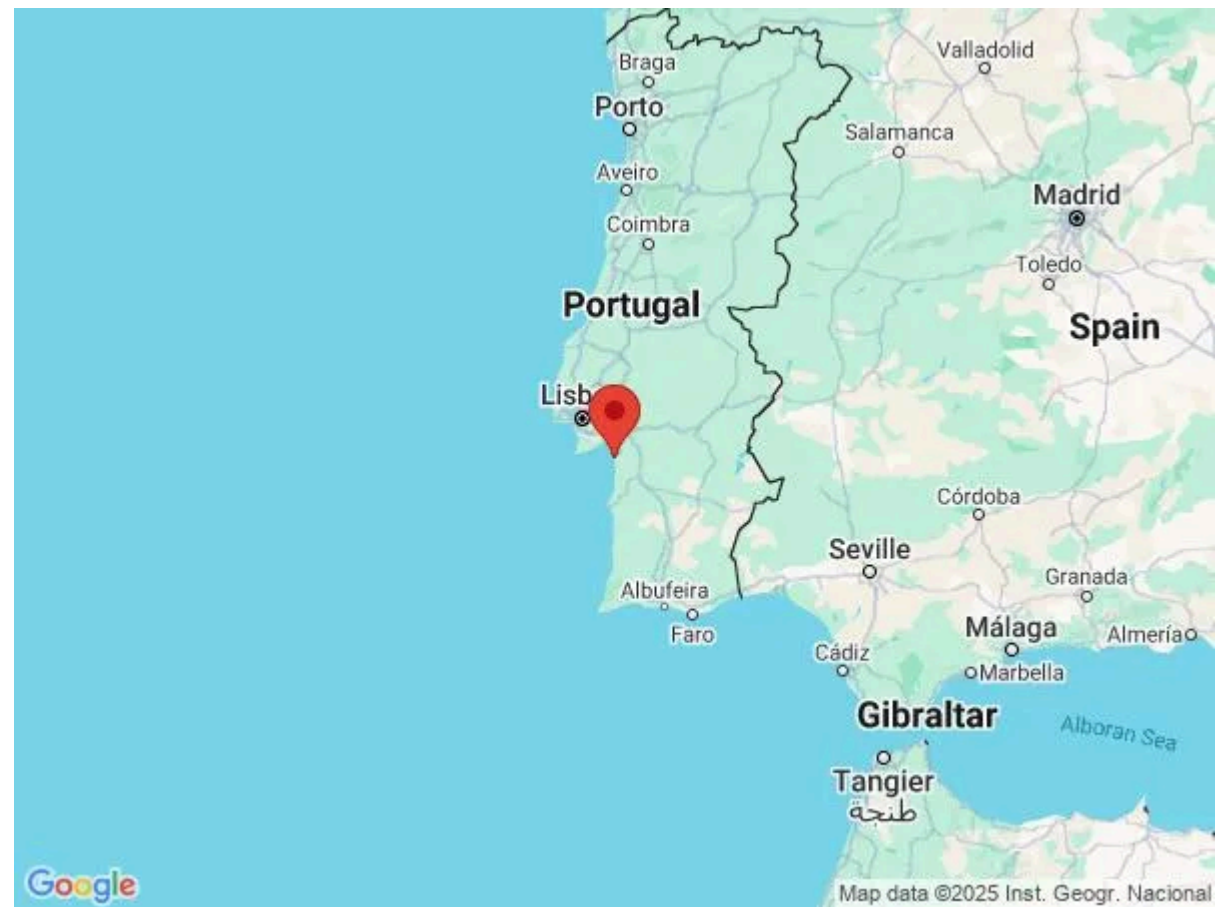 Braga
Valladolid
Porto
Salamanca
Aveiro
Madrid
Coimbra
Toledo
Portugal
Spain
Lisb
Córdoba
Seville
Albufeira
Granada
Faro
Málaga
Almería
Cádiz
Marbella
Gibraltar
Alboran Sea
Tangier
طنجة
Google
Map data ©2025 Inst. Geogr. Nacional